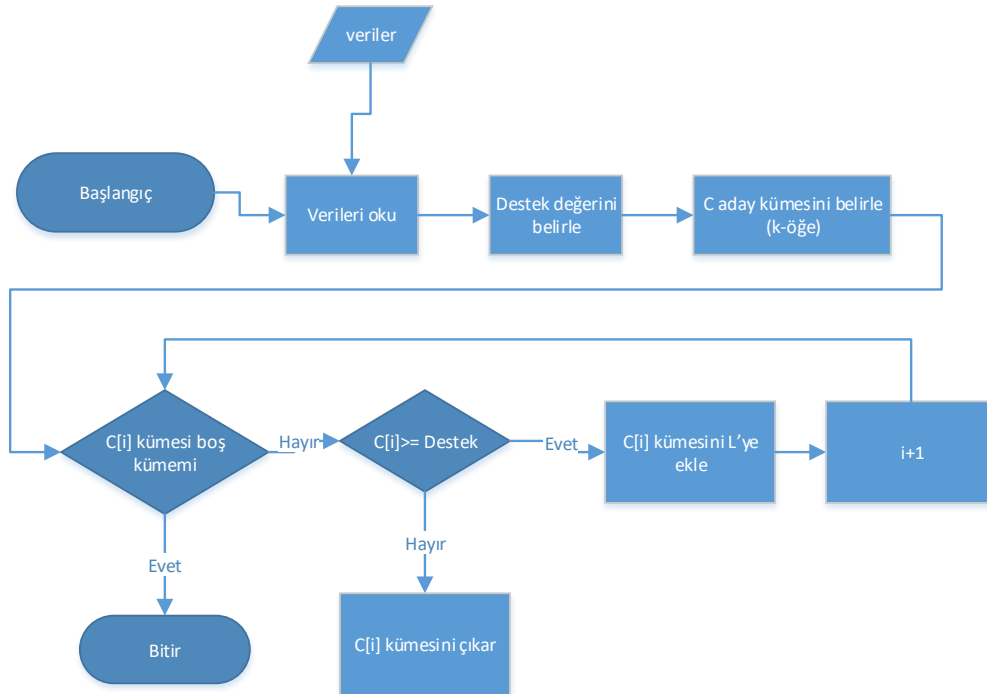 veriler
Başlangıç
Verileri oku
Destek değerini
belirle
C aday kümesini belirle
(k-öğe)
C[i] kümesi boş
kümemi
Hayır
C[i]>= Destek
Evet
C[i] kümesini L'ye
ekle
i+1
Evet
Hayır
Bitir
C[i] kümesini çıkar